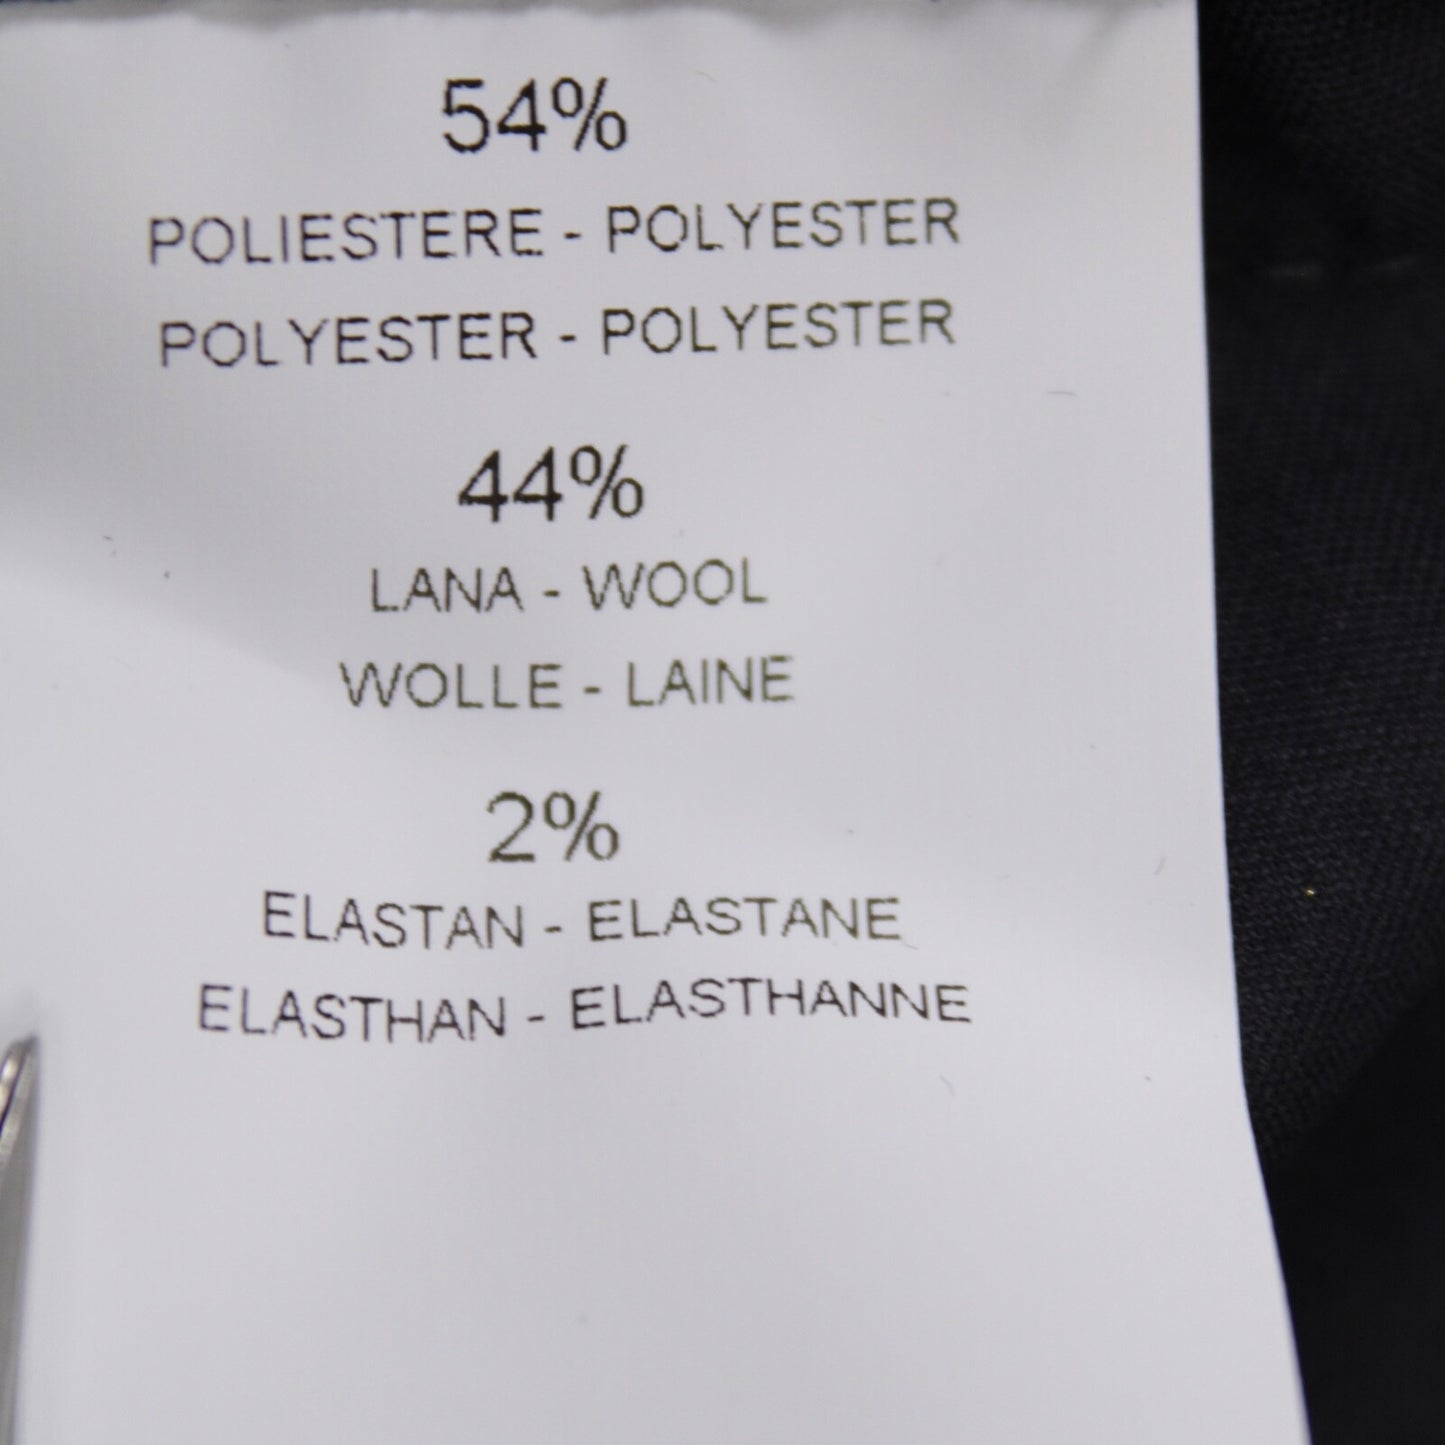 54%
POLIESTERE - POLYESTER
POLYESTER - POLYESTER
44%
LANA - WOOL
WOLLE - LAINE
2%
ELASTAN - ELASTANE
ELASTHAN - ELASTHANNE